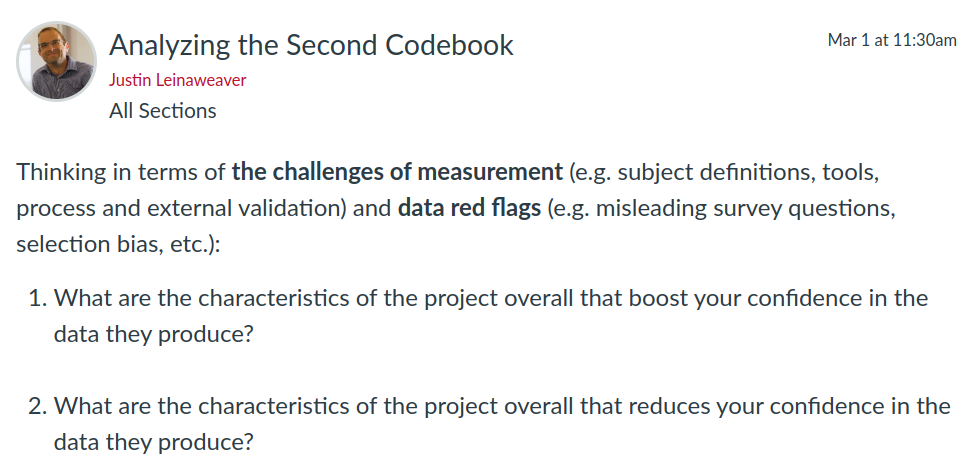 Analyzing the Second Codebook
Mar 1 at 11:30am
Justin Leinaweaver
All Sections
Thinking in terms of the challenges of measurement (e.g. subject definitions, tools,
process and external validation) and data red flags (e.g. misleading survey questions,
selection bias, etc.):
1. What are the characteristics of the project overall that boost your confidence in the
data they produce?
2. What are the characteristics of the project overall that reduces your confidence in the
data they produce?